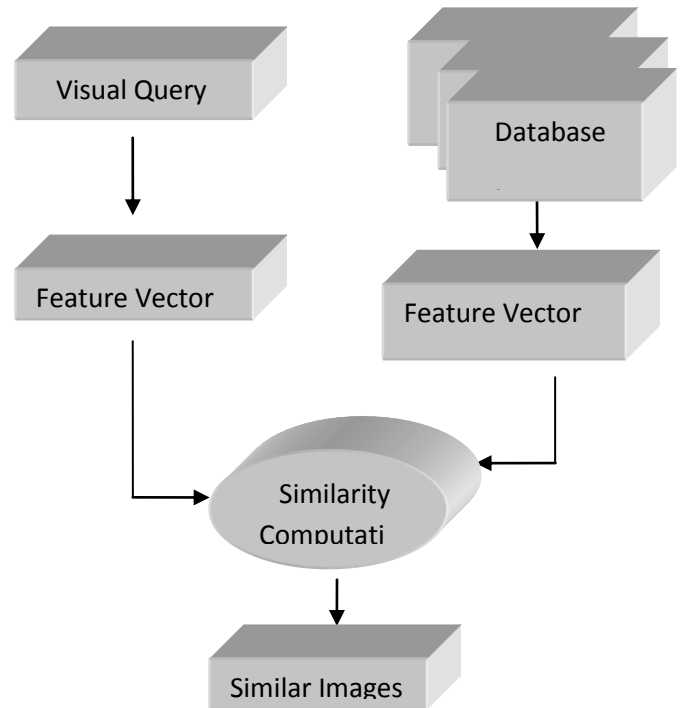 Visual Query
Database
Feature Vector
Feature Vector
Similarity
Computati
Similar Images